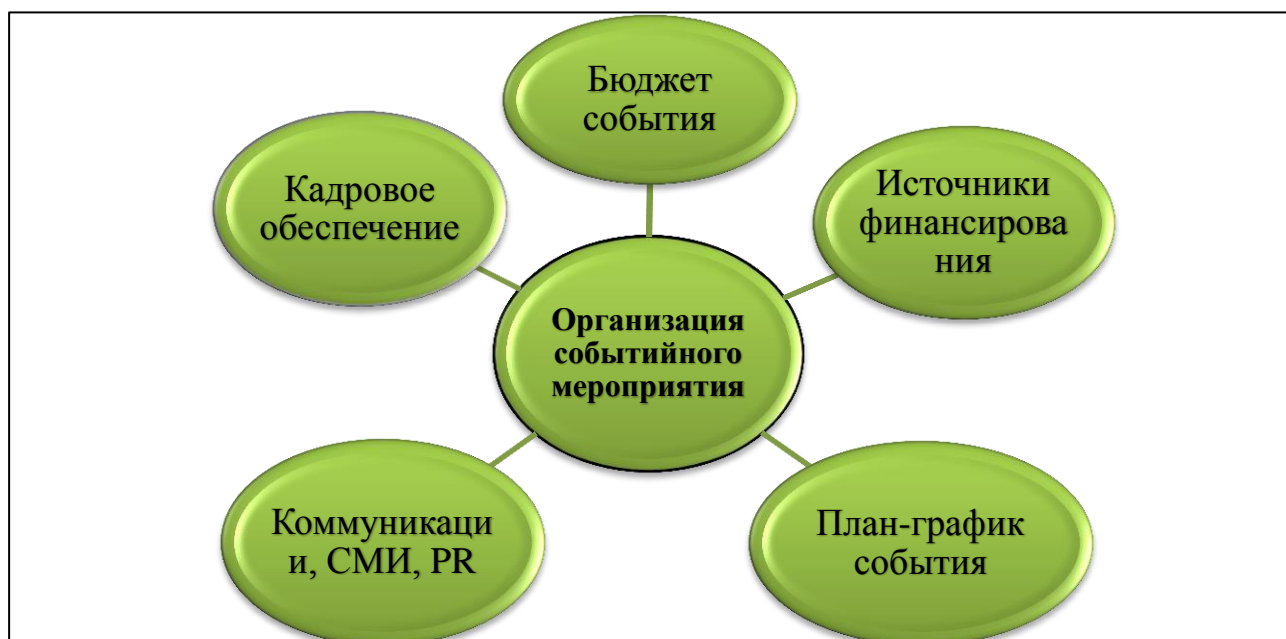 Бюджет
события
Кадровое
обеспечение
Источники
финансирова
ния
Организация
событийного
мероприятия
Коммуникаци
и, СМИ, PR
План-график
события